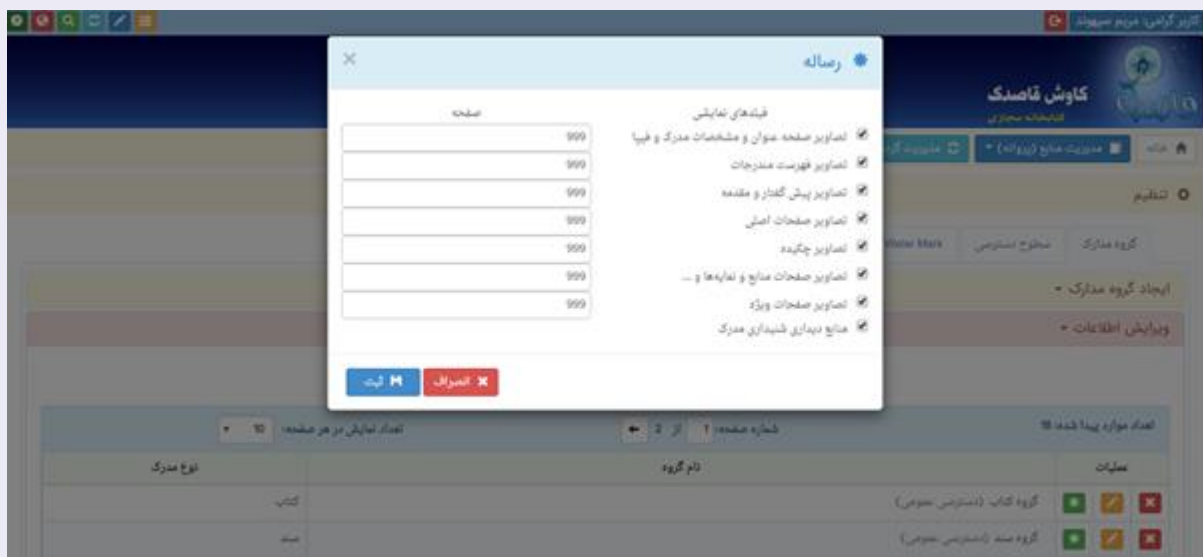 کاربر گرامی: مریم سپهوند
کاوش قاصدک
کتابخانه مجازی
خانه
مدیریت منابع (پروانه)
تنظیم
گروه مدارک
سطوح دسترسی
Water Mark
ایجاد گروه مدارک
ویرایش اطلاعات
رساله
×
فیلدهای نمایشی صفحه
تصاویر صفحه عنوان و مشخصات مدرک و فیپا 999
تصاویر فهرست مندرجات 999
تصاویر پیش گفتار و مقدمه 999
تصاویر صفحات اصلی 999
تصاویر چکیده 999
تصاویر صفحات منابع و نمایه‌ها و ... 999
تصاویر صفحات ویژه 999
منابع دیداری شنیداری مدرک
انصراف ثبت
تعداد موارد پیدا شده: 18 شماره صفحه: 1 از 2 تعداد نمایش در هر صفحه: 10
عملیات نام گروه نوع مدرک
گروه کتاب (دسترسی عمومی) کتاب
گروه سند (دسترسی عمومی) سند